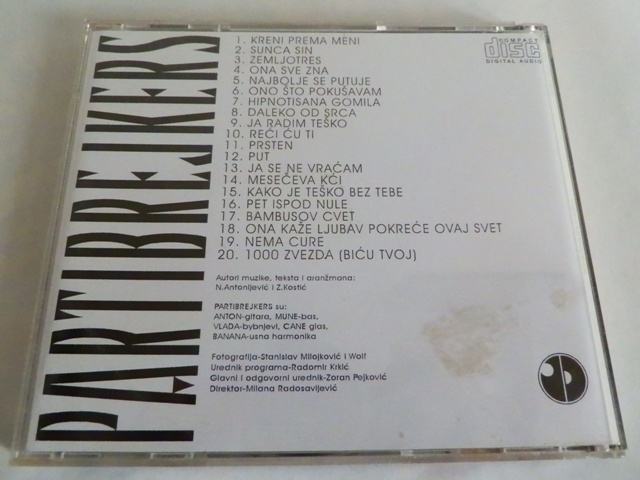 PARTIBREJKERS
COMPACT
disc
DIGITAL AUDIO
1. KRENI PREMA MENI
2. SUNCA SIN
3. ZEMLJOTRES
4. ONA SVE ZNA
5. NAJBOLJE SE PUTUJE
6. ONO ŠTO POKUŠAVAM
7. HIPNOTISANA GOMILA
8. DALEKO OD SRCA
9. JA RADIM TEŠKO
10. REĆI ĆU TI
11. PRSTEN
12. PUT
13. JA SE NE VRAĆAM
14. MESEČEVA KĆI
15. KAKO JE TEŠKO BEZ TEBE
16. PET ISPOD NULE
17. BAMBUSOV CVET
18. ONA KAŽE LJUBAV POKREĆE OVAJ SVET
19. NEMA CURE
20. 1000 ZVEZDA (BIĆU TVOJ)
Autori muzike, teksta i aranžmana:
N.Antonijević i Z.Kostić
PARTIBREJKERS su:
ANTON-gitara, MUNE-bas,
VLADA-bybnjevi, CANE glas,
BANANA-usna harmonika
Fotografija-Stanislav Milojković i Wolf
Urednik programa-Radomir Krkić
Glavni i odgovorni urednik-Zoran Pejković
Direktor-Milana Radosavljević